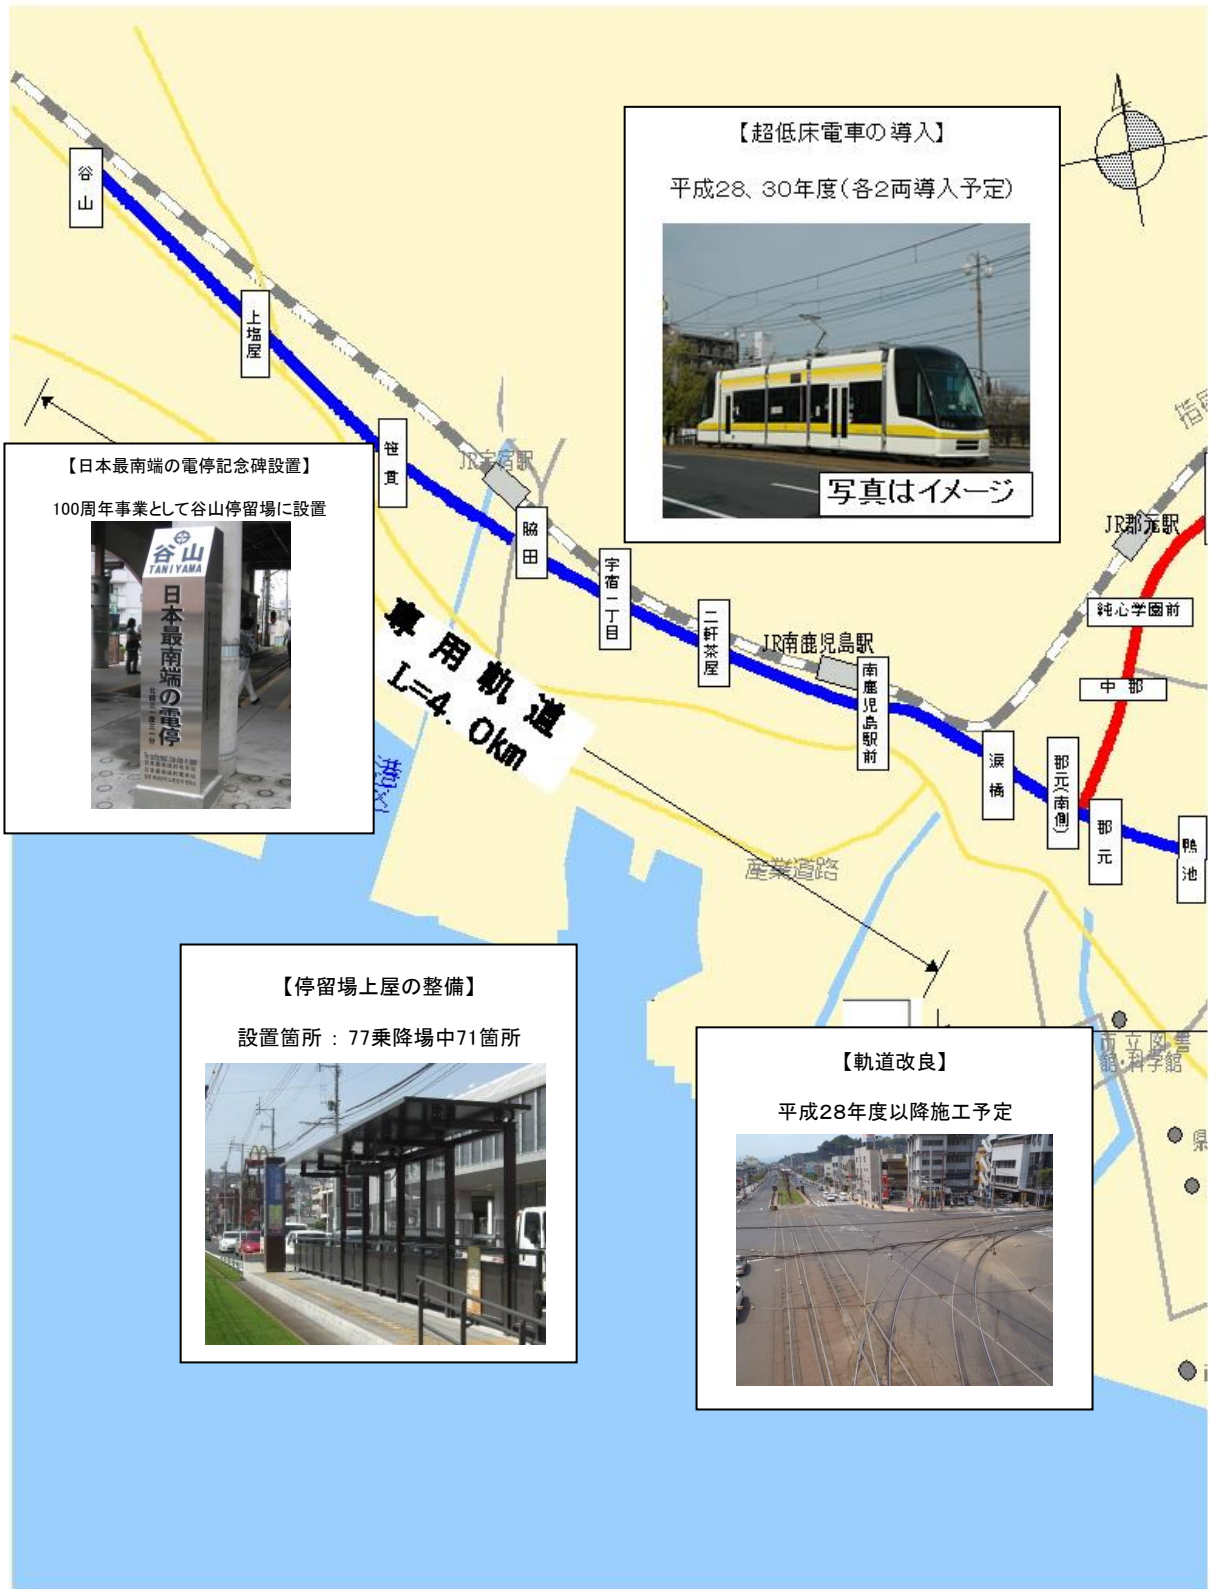 【超低床電車の導入】
平成28、30年度(各2両導入予定)
写真はイメージ
谷山
上塩屋
笹貫
JR宇宿駅
脇田
宇宿一丁目
二軒茶屋
JR南鹿児島駅
南鹿児島駅前
涙橋
郡元(南側)
郡元
鴨池
JR郡元駅
純心学園前
中郡
【日本最南端の電停記念碑設置】
100周年事業として谷山停留場に設置
谷山
TANIYAMA
日本最南端の電停
専用軌道
L=4.0km
産業道路
【停留場上屋の整備】
設置箇所：77乗降場中71箇所
【軌道改良】
平成28年度以降施工予定
市立図書
館・科学館
県